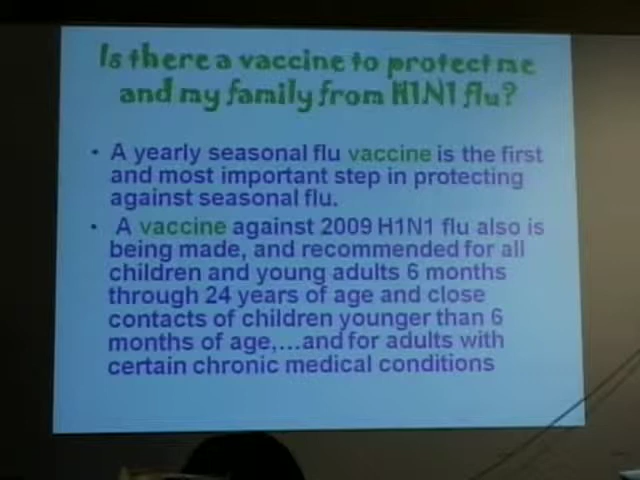 Is there a vaccine to protect me
and my family from H1N1 flu?
• A yearly seasonal flu vaccine is the first
and most important step in protecting
against seasonal flu.
• A vaccine against 2009 H1N1 flu also is
being made, and recommended for all
children and young adults 6 months
through 24 years of age and close
contacts of children younger than 6
months of age,...and for adults with
certain chronic medical conditions